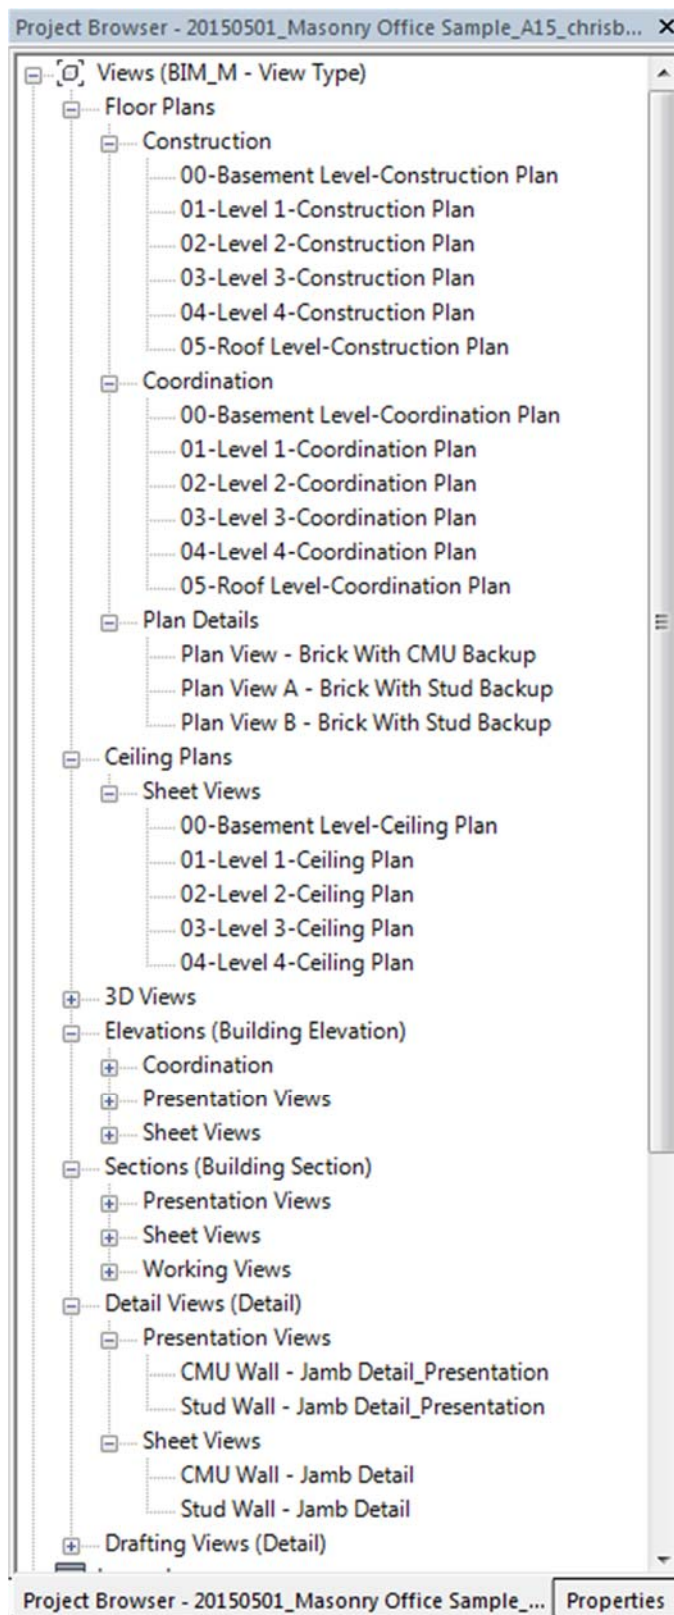 Project Browser - 20150501_Masonry Office Sample_A15_chrisb...
Views (BIM_M - View Type)
Floor Plans
Construction
00-Basement Level-Construction Plan
01-Level 1-Construction Plan
02-Level 2-Construction Plan
03-Level 3-Construction Plan
04-Level 4-Construction Plan
05-Roof Level-Construction Plan
Coordination
00-Basement Level-Coordination Plan
01-Level 1-Coordination Plan
02-Level 2-Coordination Plan
03-Level 3-Coordination Plan
04-Level 4-Coordination Plan
05-Roof Level-Coordination Plan
Plan Details
Plan View - Brick With CMU Backup
Plan View A - Brick With Stud Backup
Plan View B - Brick With Stud Backup
Ceiling Plans
Sheet Views
00-Basement Level-Ceiling Plan
01-Level 1-Ceiling Plan
02-Level 2-Ceiling Plan
03-Level 3-Ceiling Plan
04-Level 4-Ceiling Plan
3D Views
Elevations (Building Elevation)
Coordination
Presentation Views
Sheet Views
Sections (Building Section)
Presentation Views
Sheet Views
Working Views
Detail Views (Detail)
Presentation Views
CMU Wall - Jamb Detail_Presentation
Stud Wall - Jamb Detail_Presentation
Sheet Views
CMU Wall - Jamb Detail
Stud Wall - Jamb Detail
Drafting Views (Detail)
Project Browser - 20150501_Masonry Office Sample_... Properties